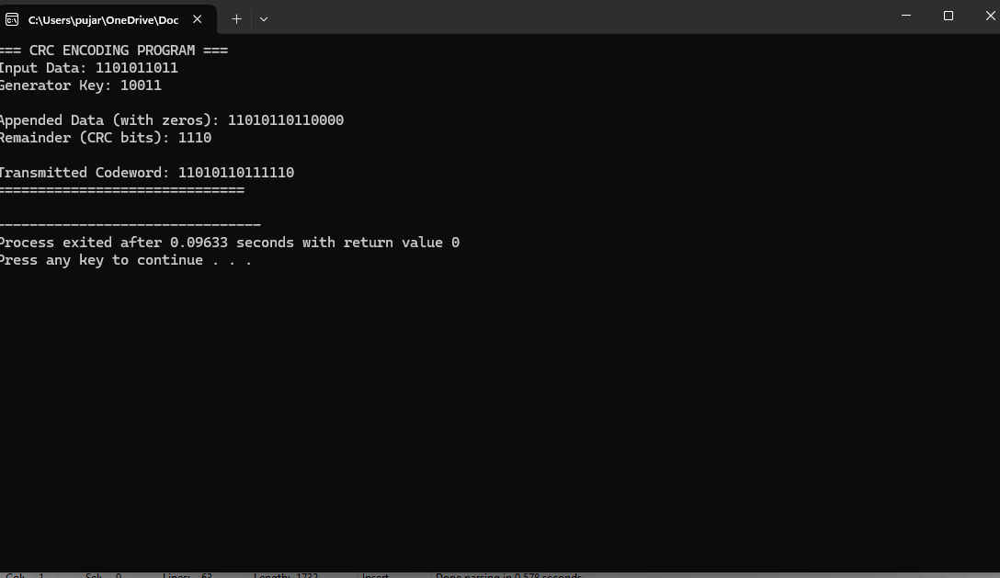 C:\Users\pujar\OneDrive\Doc
=== CRC ENCODING PROGRAM ===
Input Data: 1101011011
Generator Key: 10011
Appended Data (with zeros): 11010110110000
Remainder (CRC bits): 1110
Transmitted Codeword: 11010110111110
==============================
--------------------------------
Process exited after 0.09633 seconds with return value 0
Press any key to continue . . .
Col: 1 Sel: 0 Lines: 63 Length: 1732 Insert Done parsing in 0.578 seconds